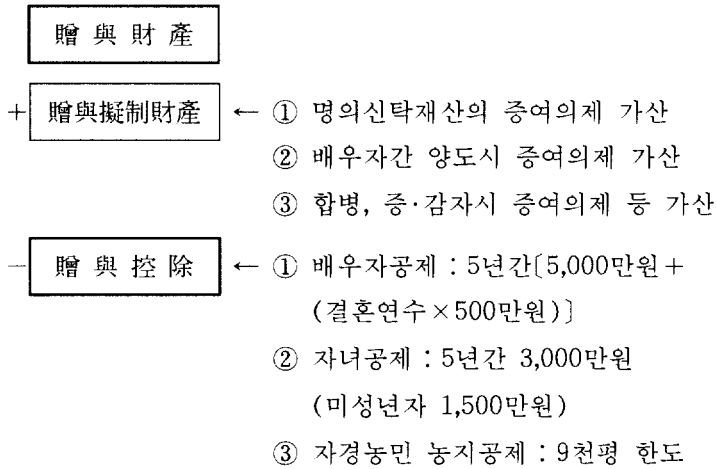 贈與財產
+ 贈與擬制財產 ← ① 명의신탁재산의 증여의제 가산
② 배우자간 양도시 증여의제 가산
③ 합병, 증·감자시 증여의제 등 가산
− 贈與控除 ← ① 배우자공제 : 5년간〔5,000만원+
(결혼연수×500만원)〕
② 자녀공제 : 5년간 3,000만원
(미성년자 1,500만원)
③ 자경농민 농지공제 : 9천평 한도